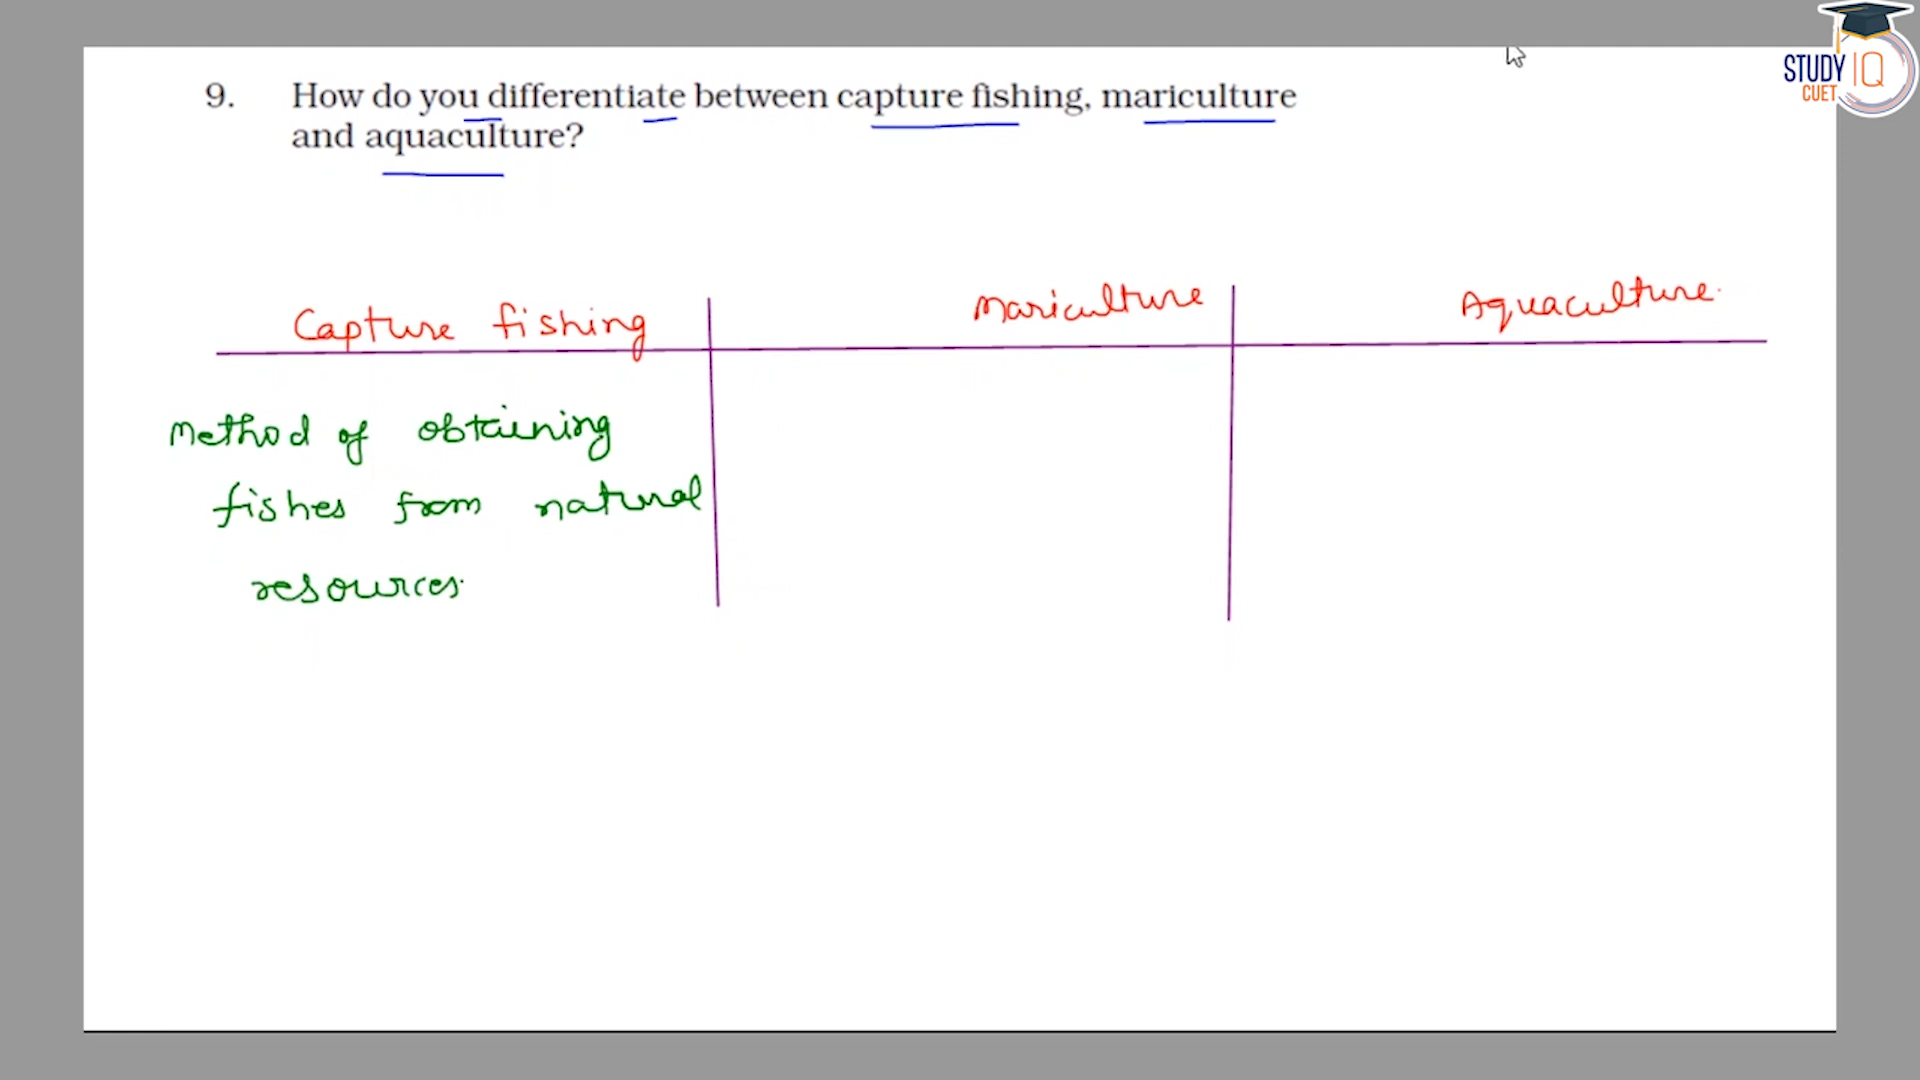 STUDY IQ
CUET
9. How do you differentiate between capture fishing, mariculture
and aquaculture?
Capture fishing
Mariculture
Aquaculture.
Method of obtaining
fishes from natural
resources.